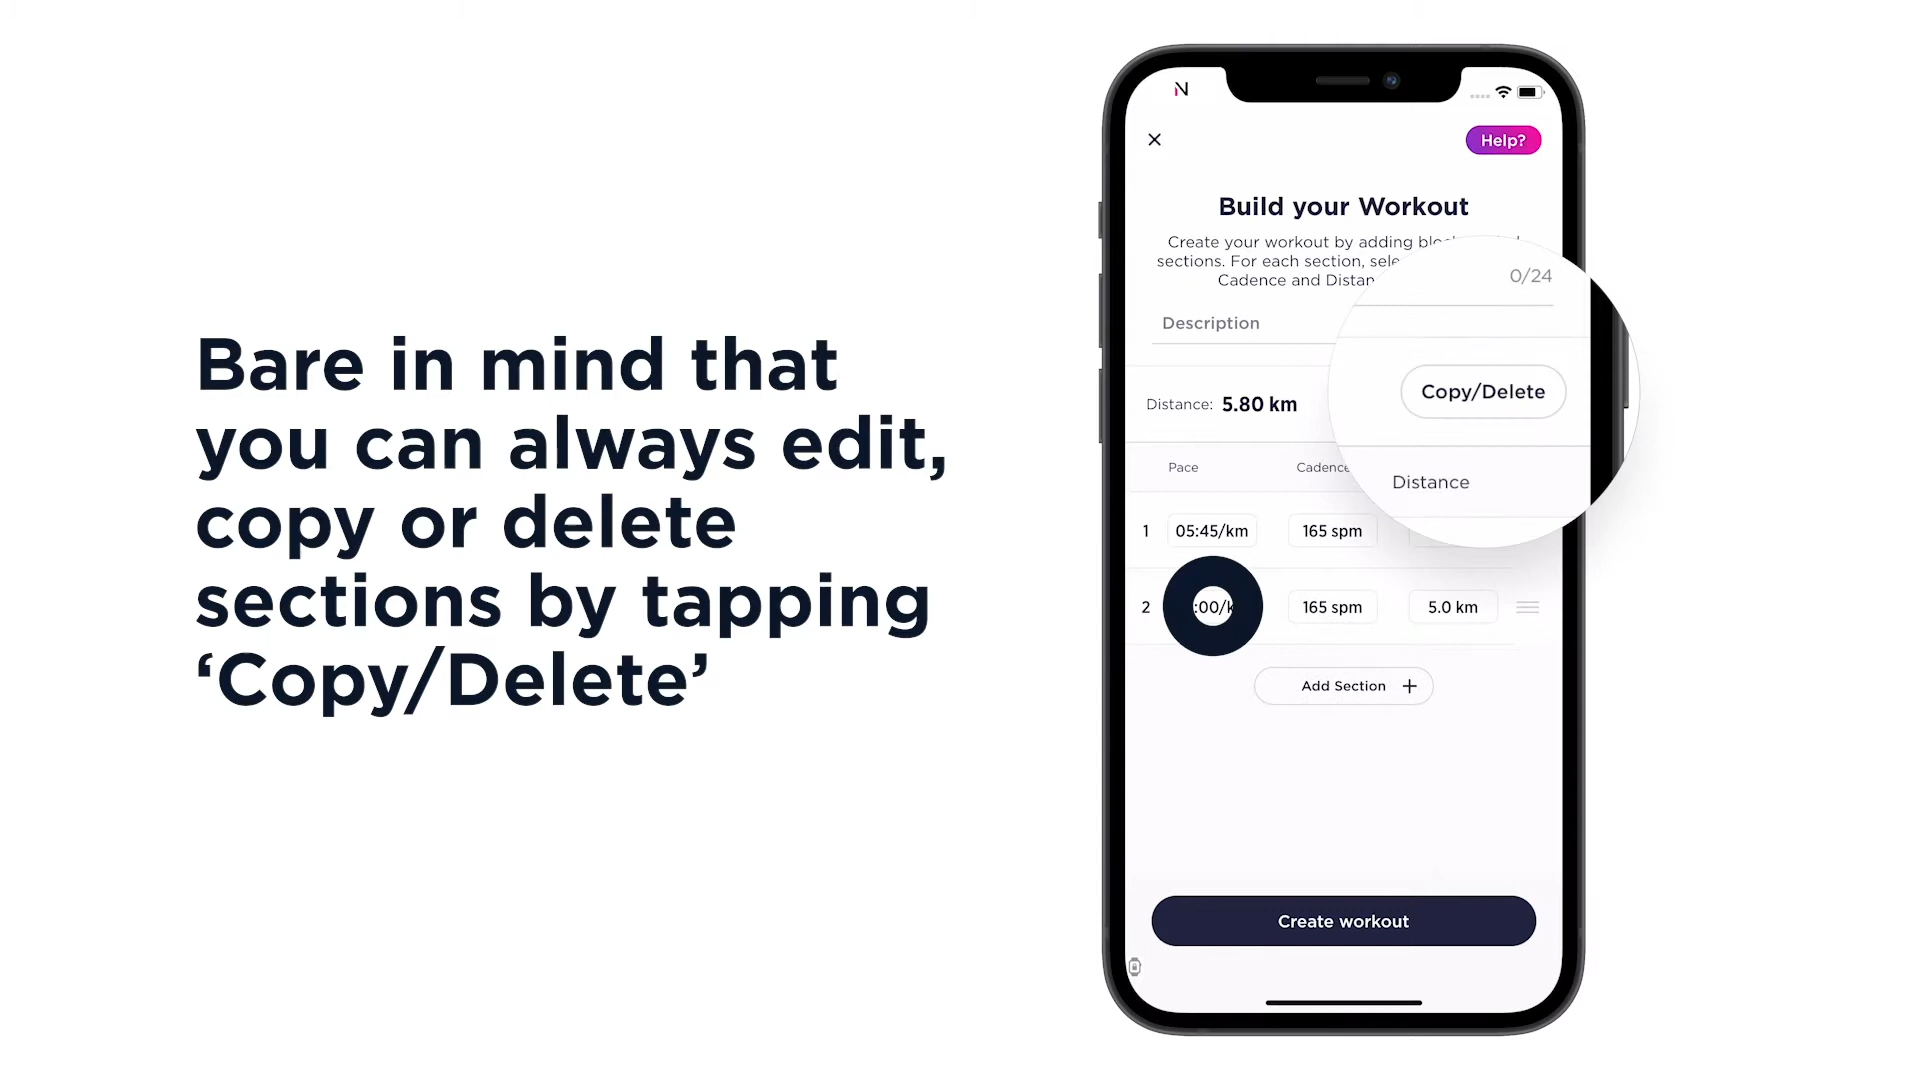 Bare in mind that
you can always edit,
copy or delete
sections by tapping
‘Copy/Delete’
N
Help?
Build your Workout
Create your workout by adding
sections. For each section,
Cadence and
0/24
Description
Copy/Delete
Distance: 5.80 km
Pace Cadence Distance
1 05:45/km 165 spm
2 :00/k 165 spm 5.0 km
Add Section +
Create workout